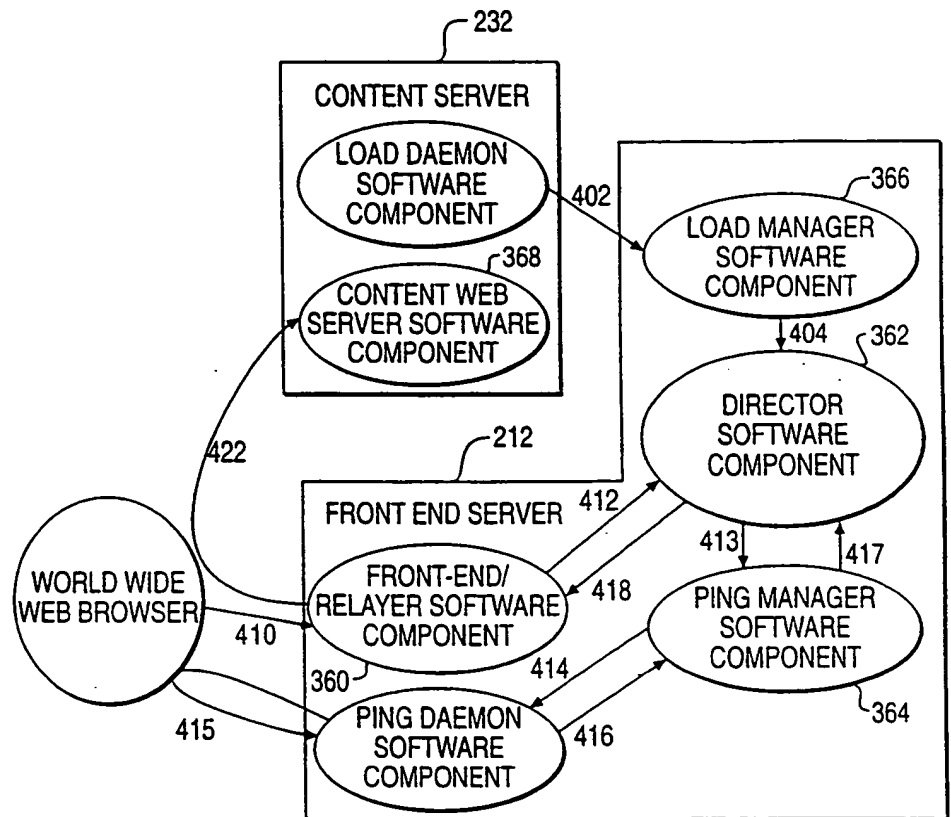 232
CONTENT SERVER
LOAD DAEMON
SOFTWARE
COMPONENT
402
366
LOAD MANAGER
SOFTWARE
COMPONENT
368
CONTENT WEB
SERVER SOFTWARE
COMPONENT
404
362
DIRECTOR
SOFTWARE
COMPONENT
422
212
FRONT END SERVER
412
413
417
WORLD WIDE
WEB BROWSER
410
FRONT-END/
RELAYER SOFTWARE
COMPONENT
418
PING MANAGER
SOFTWARE
COMPONENT
360
414
364
415
PING DAEMON
SOFTWARE
COMPONENT
416